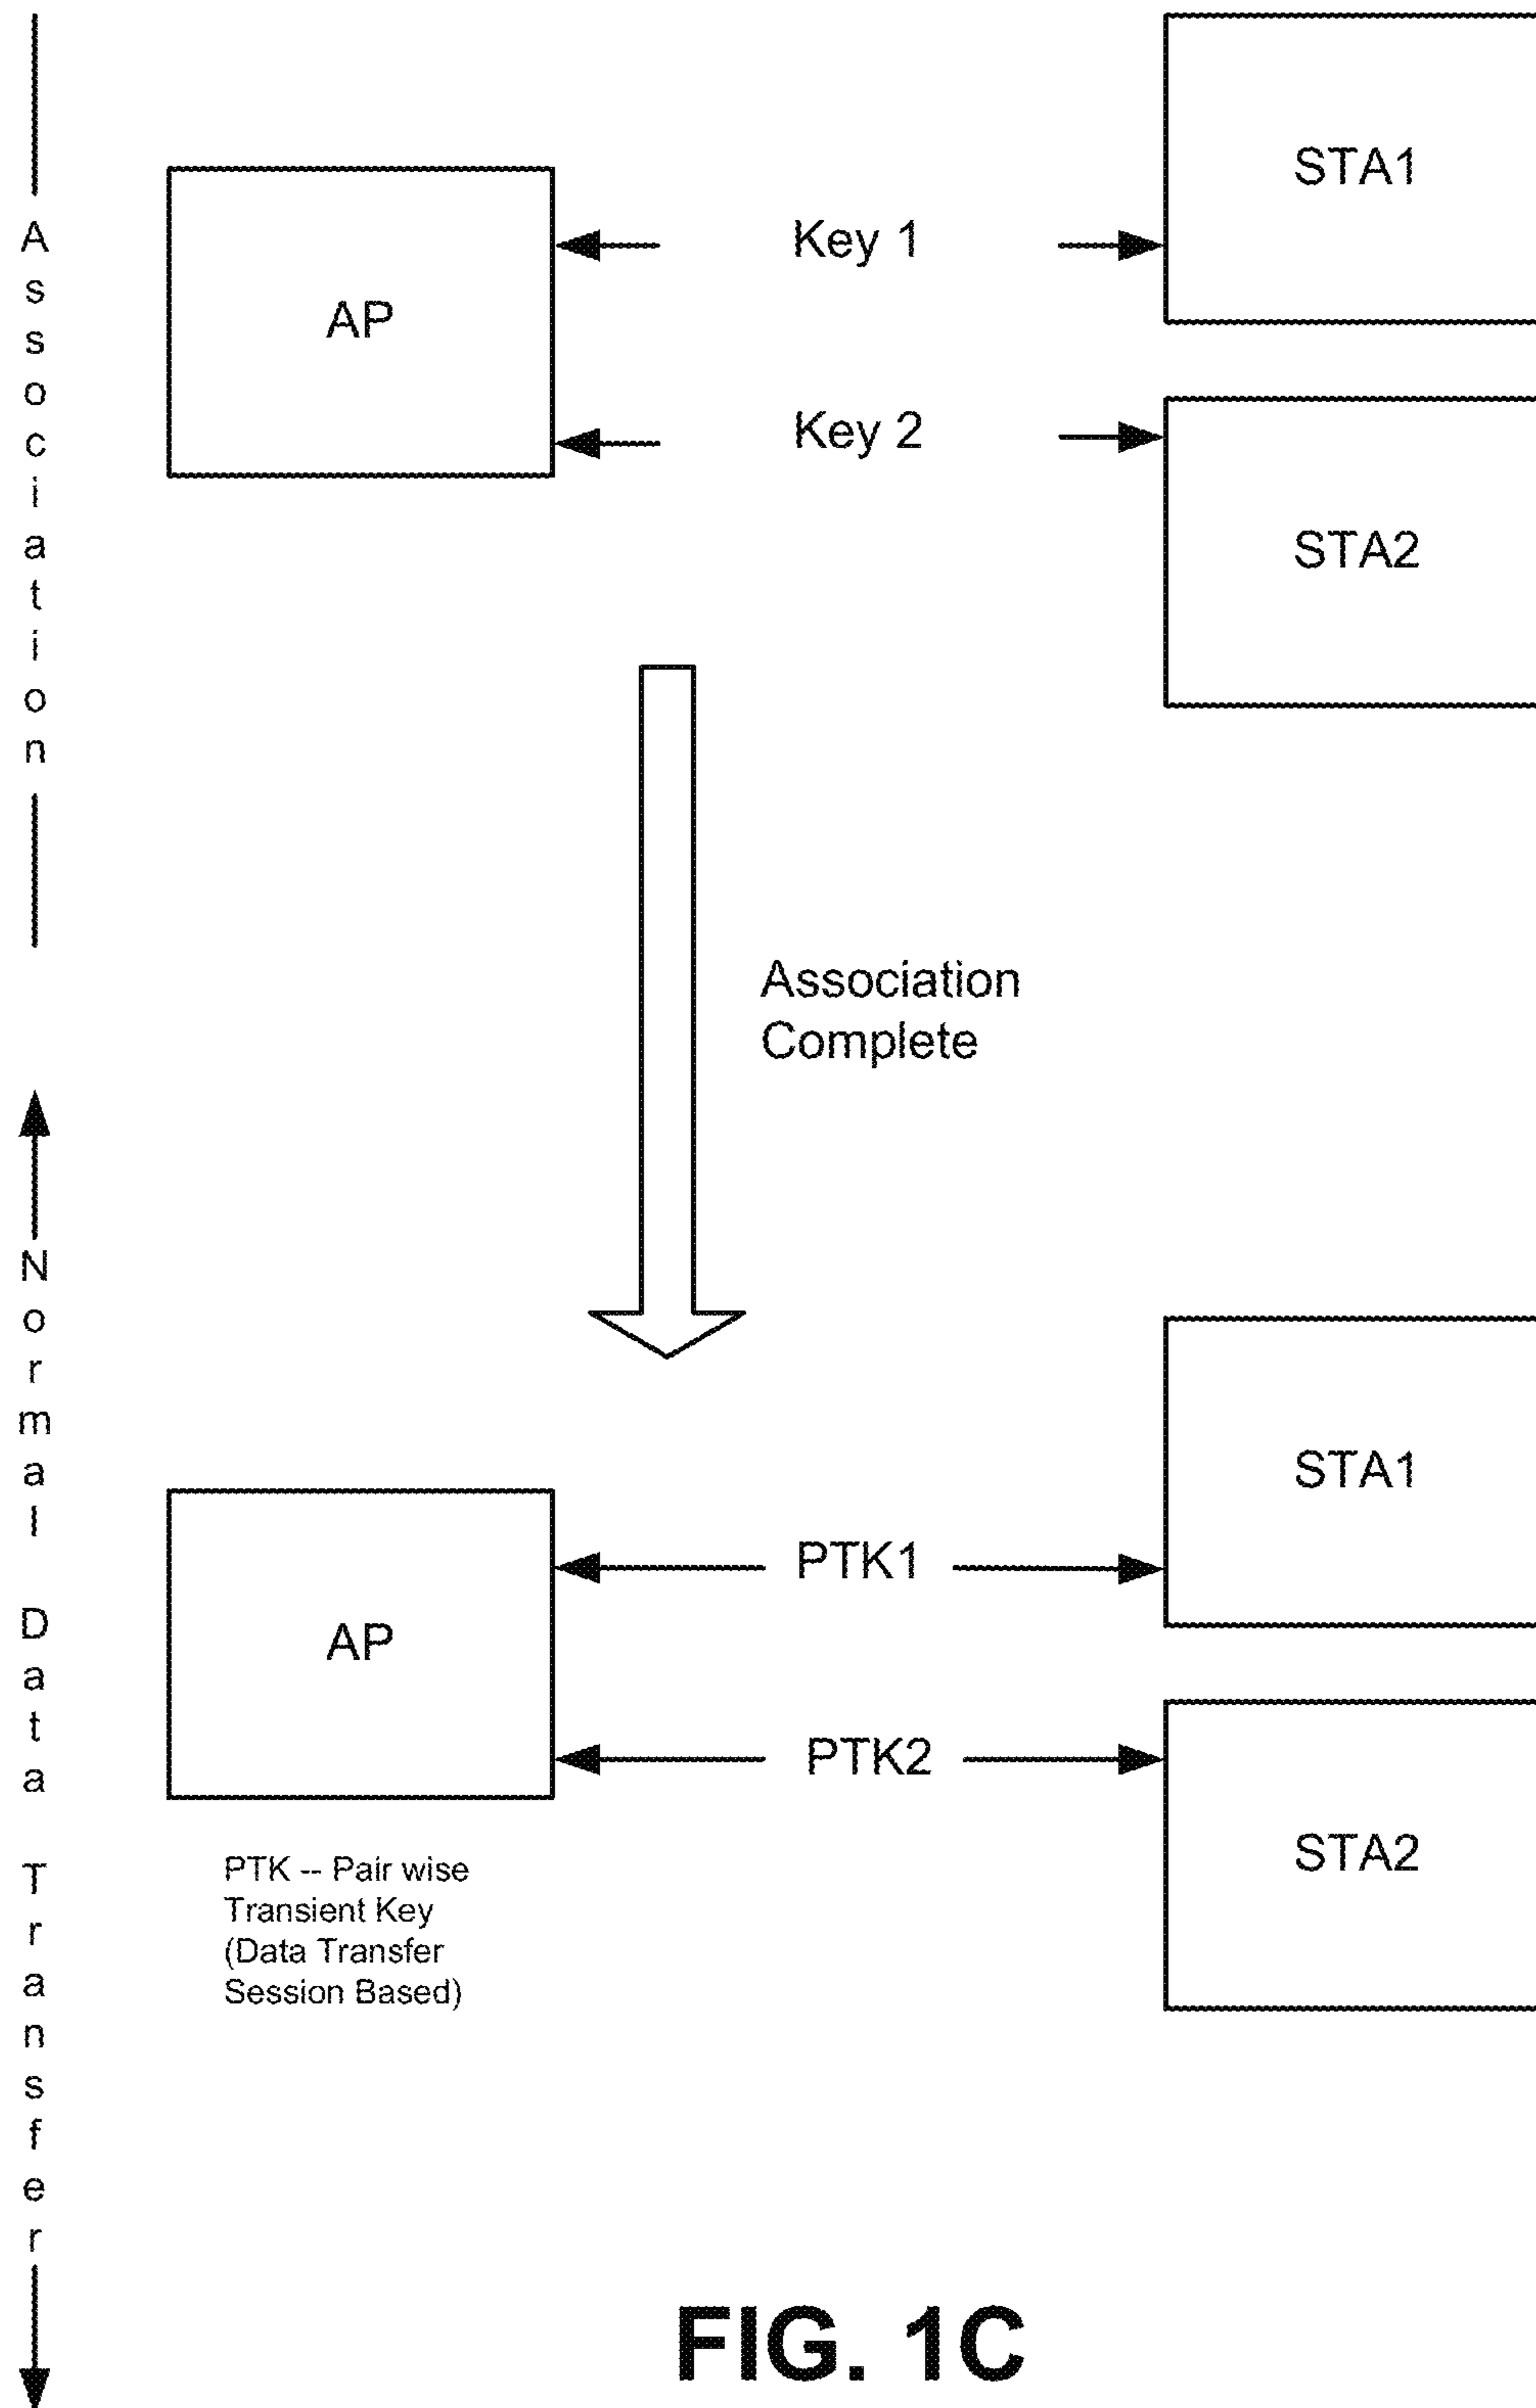 Association
STA1
Key 1
AP
Key 2
STA2
Association
Complete
Normal Data Transfer
STA1
PTK1
AP
PTK2
STA2
PTK -- Pair wise
Transient Key
(Data Transfer
Session Based)
FIG. 1C